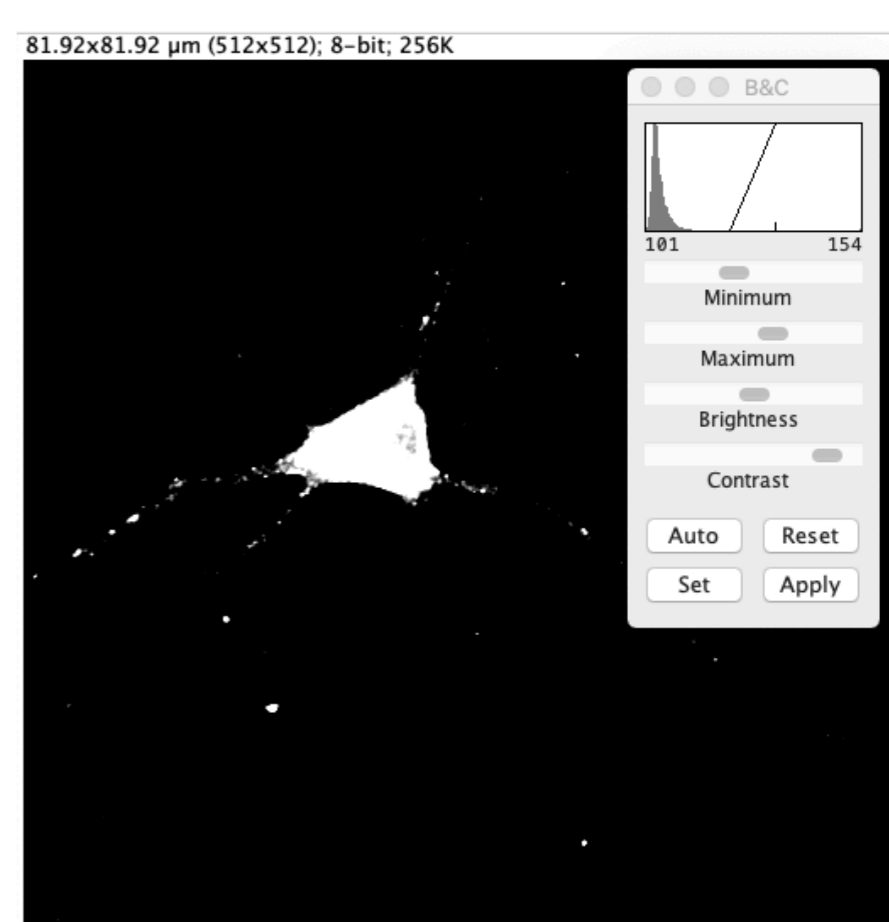 81.92x81.92 µm (512x512); 8-bit; 256K
B&C
101 154
Minimum
Maximum
Brightness
Contrast
Auto Reset
Set Apply